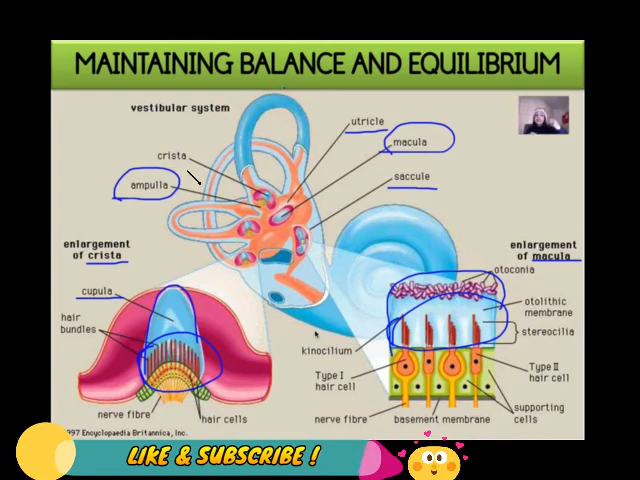 MAINTAINING BALANCE AND EQUILIBRIUM
vestibular system
utricle
macula
crista
ampulla
saccule
enlargement
of crista
enlargement
of macula
otoconia
cupula
otolithic
membrane
hair
bundles
stereocilia
kinocilium
Type I
hair cell
Type II
hair cell
nerve fibre
hair cells
nerve fibre
basement membrane
supporting
cells
1997 Encyclopaedia Britannica, Inc.
LIKE & SUBSCRIBE !